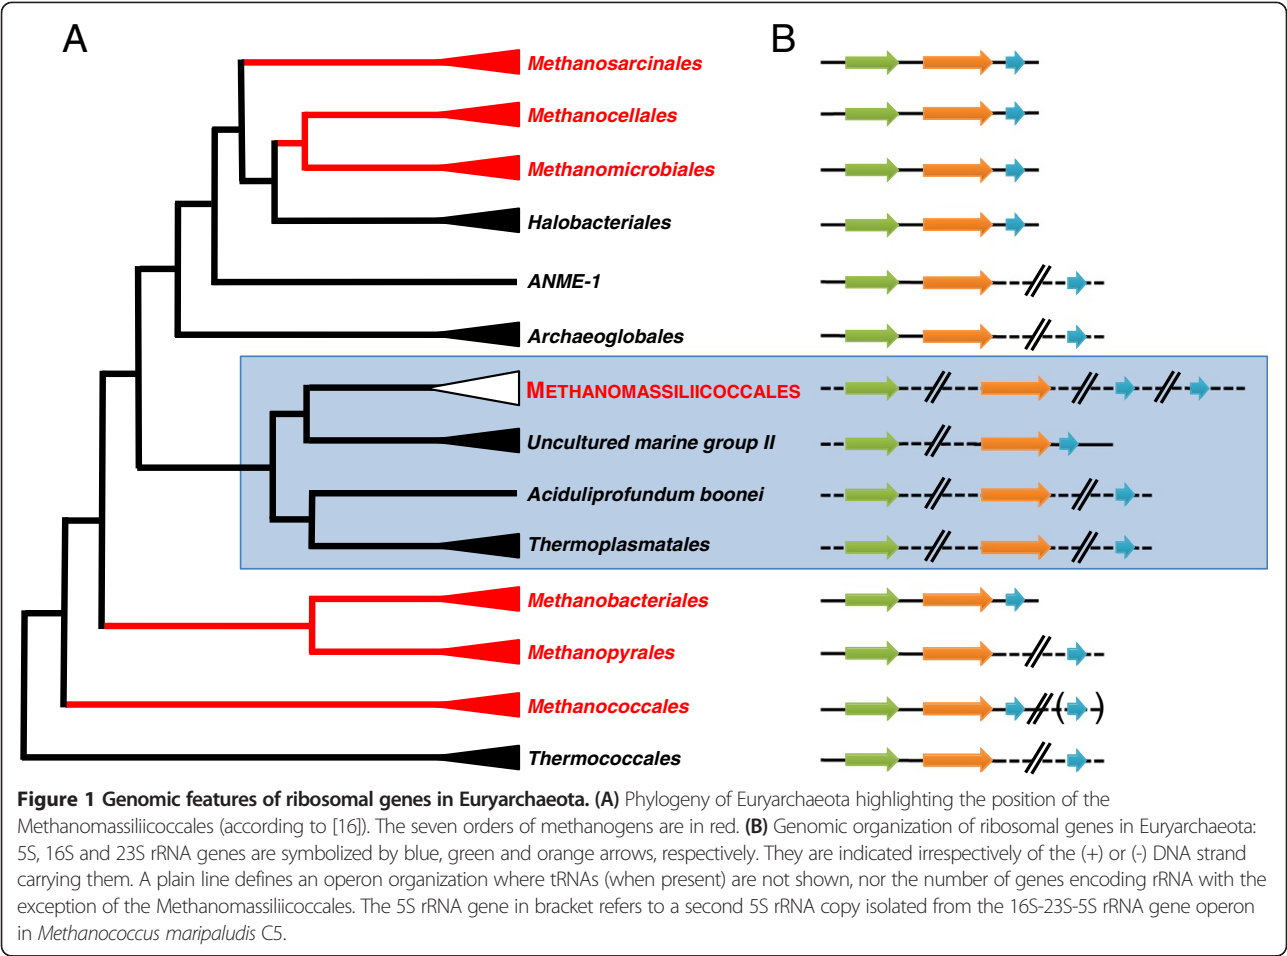 A
B
Methanosarcinales
Methanocellales
Methanomicrobiales
Halobacteriales
ANME-1
Archaeoglobales
METHANOMASSILIICOCCALES
Uncultured marine group II
Aciduliprofundum boonei
Thermoplasmatales
Methanobacteriales
Methanopyrales
Methanococcales
( )
Thermococcales
Figure 1 Genomic features of ribosomal genes in Euryarchaeota. (A) Phylogeny of Euryarchaeota highlighting the position of the
Methanomassiliicoccales (according to [16]). The seven orders of methanogens are in red. (B) Genomic organization of ribosomal genes in Euryarchaeota:
5S, 16S and 23S rRNA genes are symbolized by blue, green and orange arrows, respectively. They are indicated irrespectively of the (+) or (-) DNA strand
carrying them. A plain line defines an operon organization where tRNAs (when present) are not shown, nor the number of genes encoding rRNA with the
exception of the Methanomassiliicoccales. The 5S rRNA gene in bracket refers to a second 5S rRNA copy isolated from the 16S-23S-5S rRNA gene operon
in Methanococcus maripaludis C5.